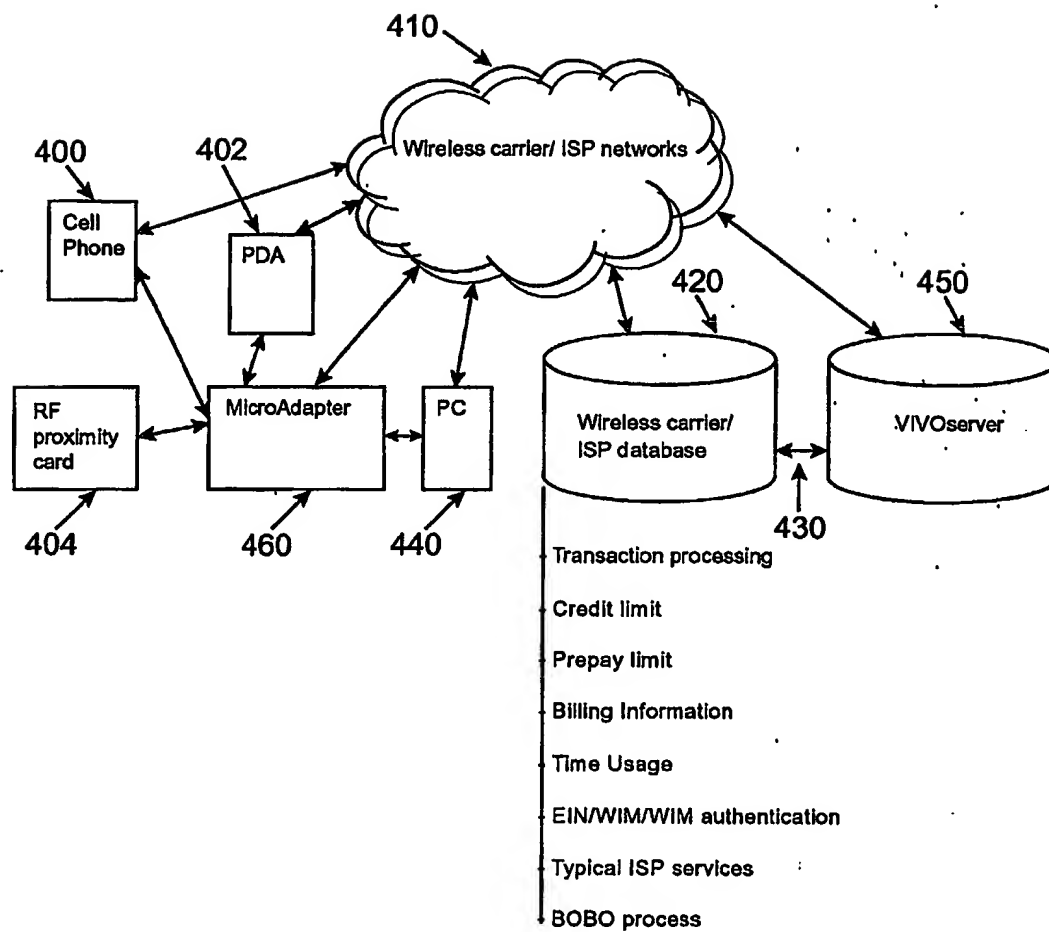 410
Wireless carrier/ ISP networks
400
402
Cell
Phone
PDA
420
450
RF
proximity
card
MicroAdapter
PC
Wireless carrier/
ISP database
VIVOserver
404
460
440
430
Transaction processing
Credit limit
Prepay limit
Billing Information
Time Usage
EIN/WIM/WIM authentication
Typical ISP services
BOBO process